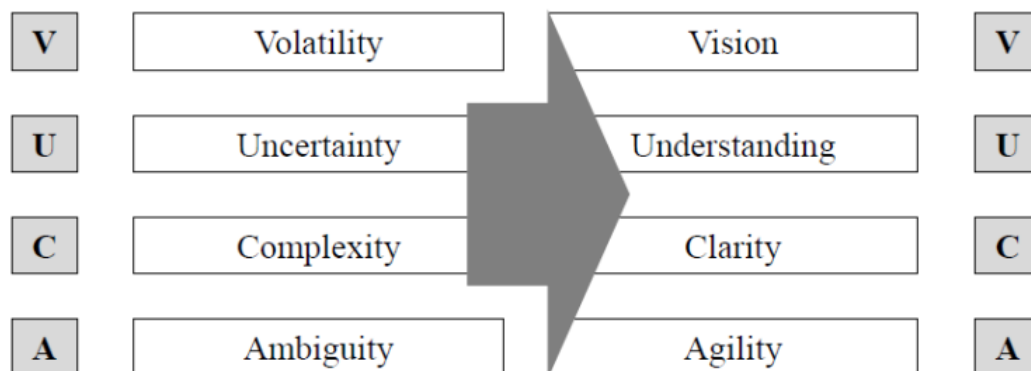 V Volatility Vision V
U Uncertainty Understanding U
C Complexity Clarity C
A Ambiguity Agility A